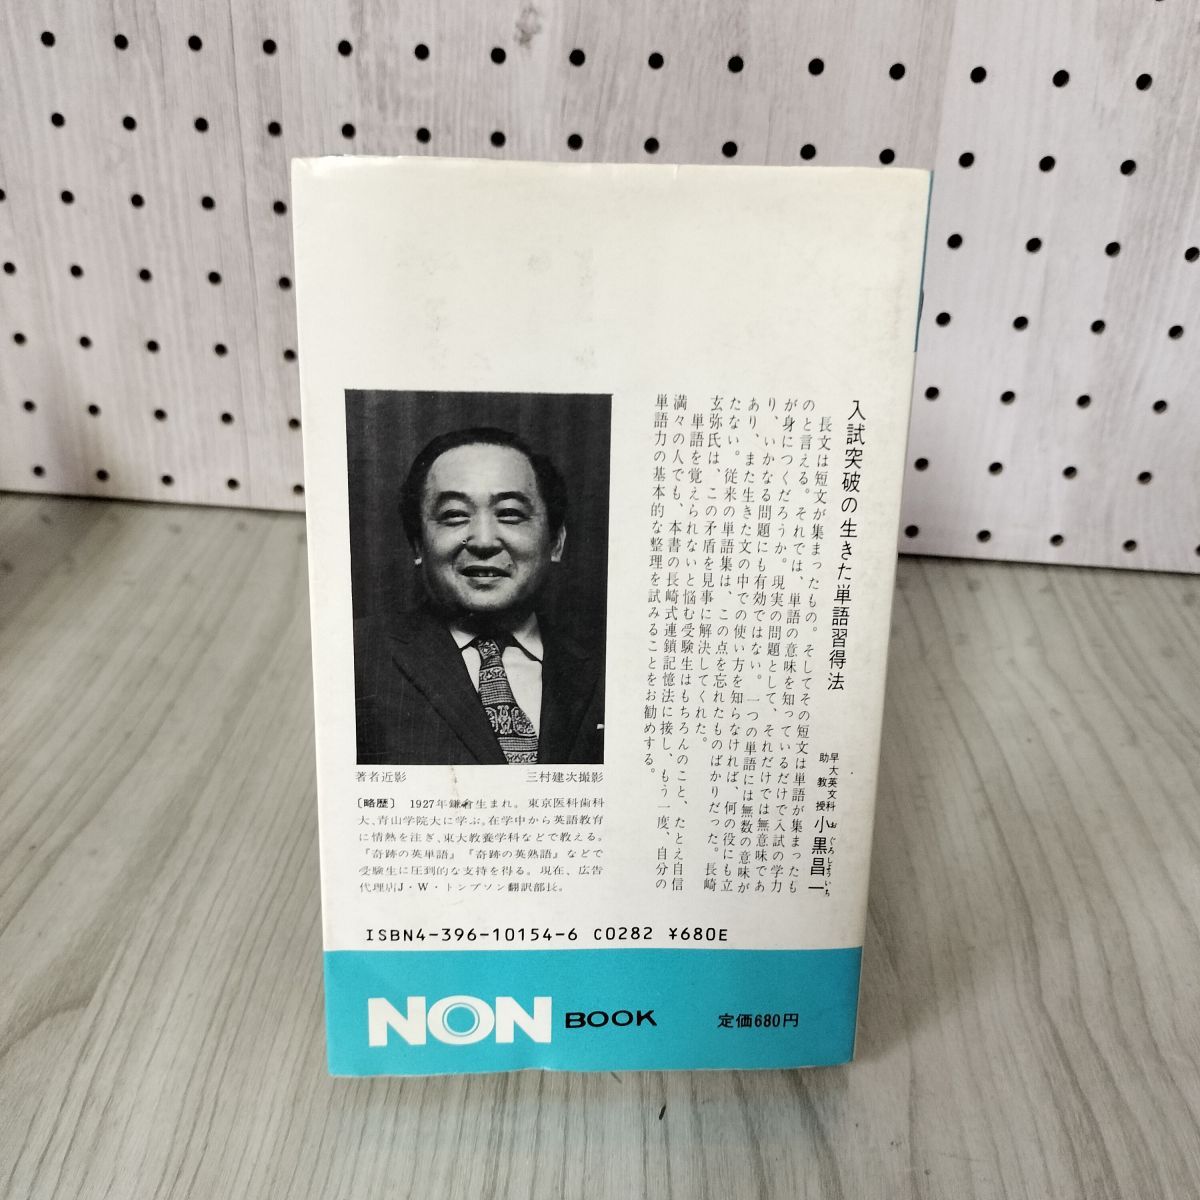 入試突破の生きた単語習得法
早大英文科
助教授
小黒昌一
おぐろしょういち
長文は短文が集まったもの。そしてその短文は単語が集まったも
のと言える。それでは、単語の意味を知っているだけで入試の学力
が身につくだろうか。現実の問題として、それだけでは無意味であ
り、いかなる問題にも有効ではない。一つの単語には無数の意味が
あり、また生きた文の中での使い方を知らなければ、何の役にも立
たない。従来の単語集は、この点を忘れたものばかりだった。長崎
玄弥氏は、この矛盾を見事に解決してくれた。
単語を覚えられないと悩む受験生はもちろんのこと、たとえ自信
満々の人でも、本書の長崎式連鎖記憶法に接し、もう一度、自分の
単語力の基本的な整理を試みることをお勧めする。
著者近影
三村建次撮影
〔略歴〕 1927年鎌倉生まれ。東京医科歯科
大、青山学院大に学ぶ。在学中から英語教育
に情熱を注ぎ、東大教養学科などで教える。
『奇跡の英単語』『奇跡の英熟語』などで
受験生に圧倒的な支持を得る。現在、広告
代理店J・W・トンプソン翻訳部長。
ISBN4-396-10154-6 C0282 ¥680E
NON BOOK
定価680円